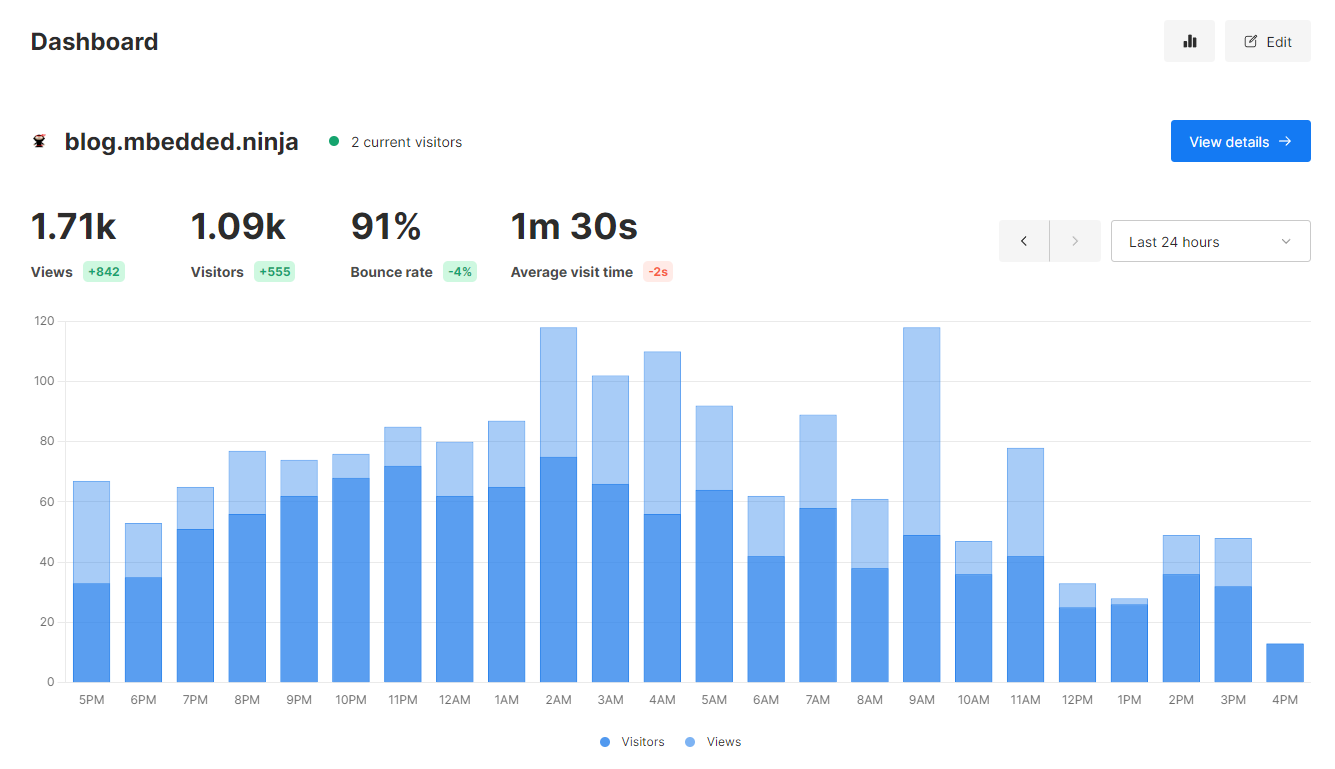 Dashboard
Edit
blog.mbedded.ninja
2 current visitors
View details
1.71k 1.09k 91% 1m 30s
Views +842 Visitors +555 Bounce rate -4% Average visit time -2s
Last 24 hours
120
100
80
60
40
20
0
5PM 6PM 7PM 8PM 9PM 10PM 11PM 12AM 1AM 2AM 3AM 4AM 5AM 6AM 7AM 8AM 9AM 10AM 11AM 12PM 1PM 2PM 3PM 4PM
Visitors Views